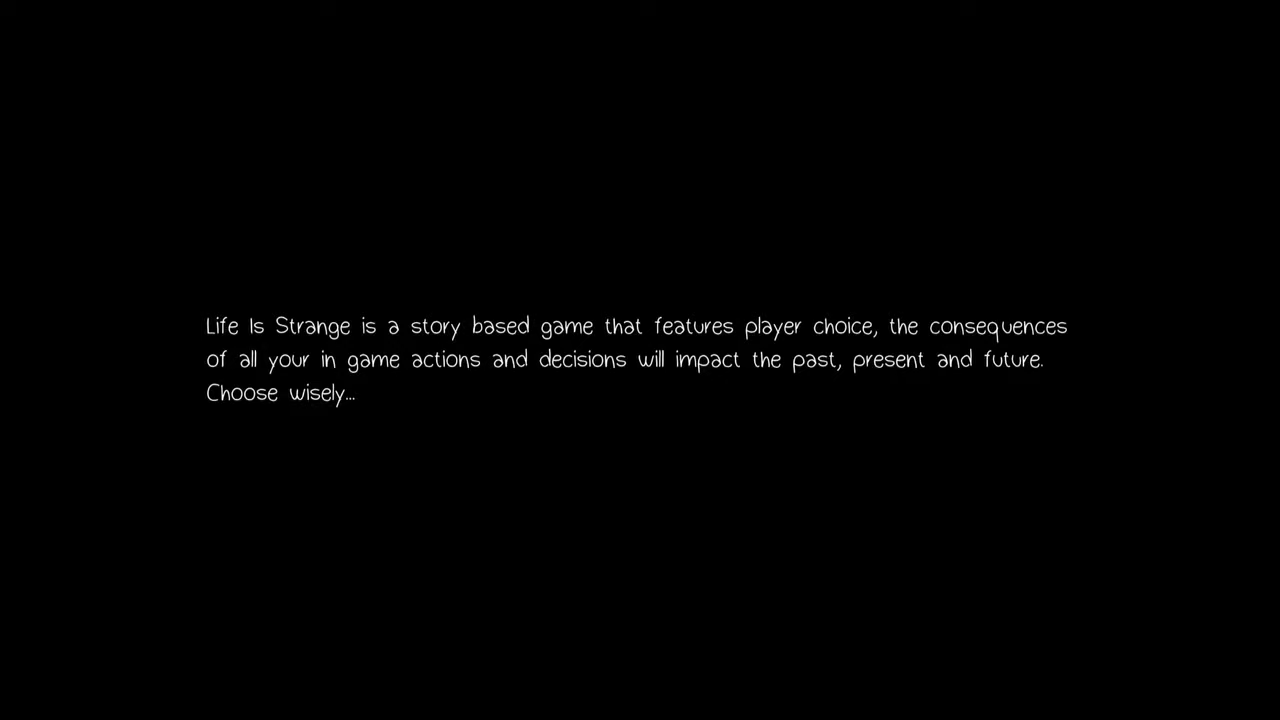 Life Is Strange is a story based game that features player choice, the consequences
of all your in game actions and decisions will impact the past, present and future.
Choose wisely...